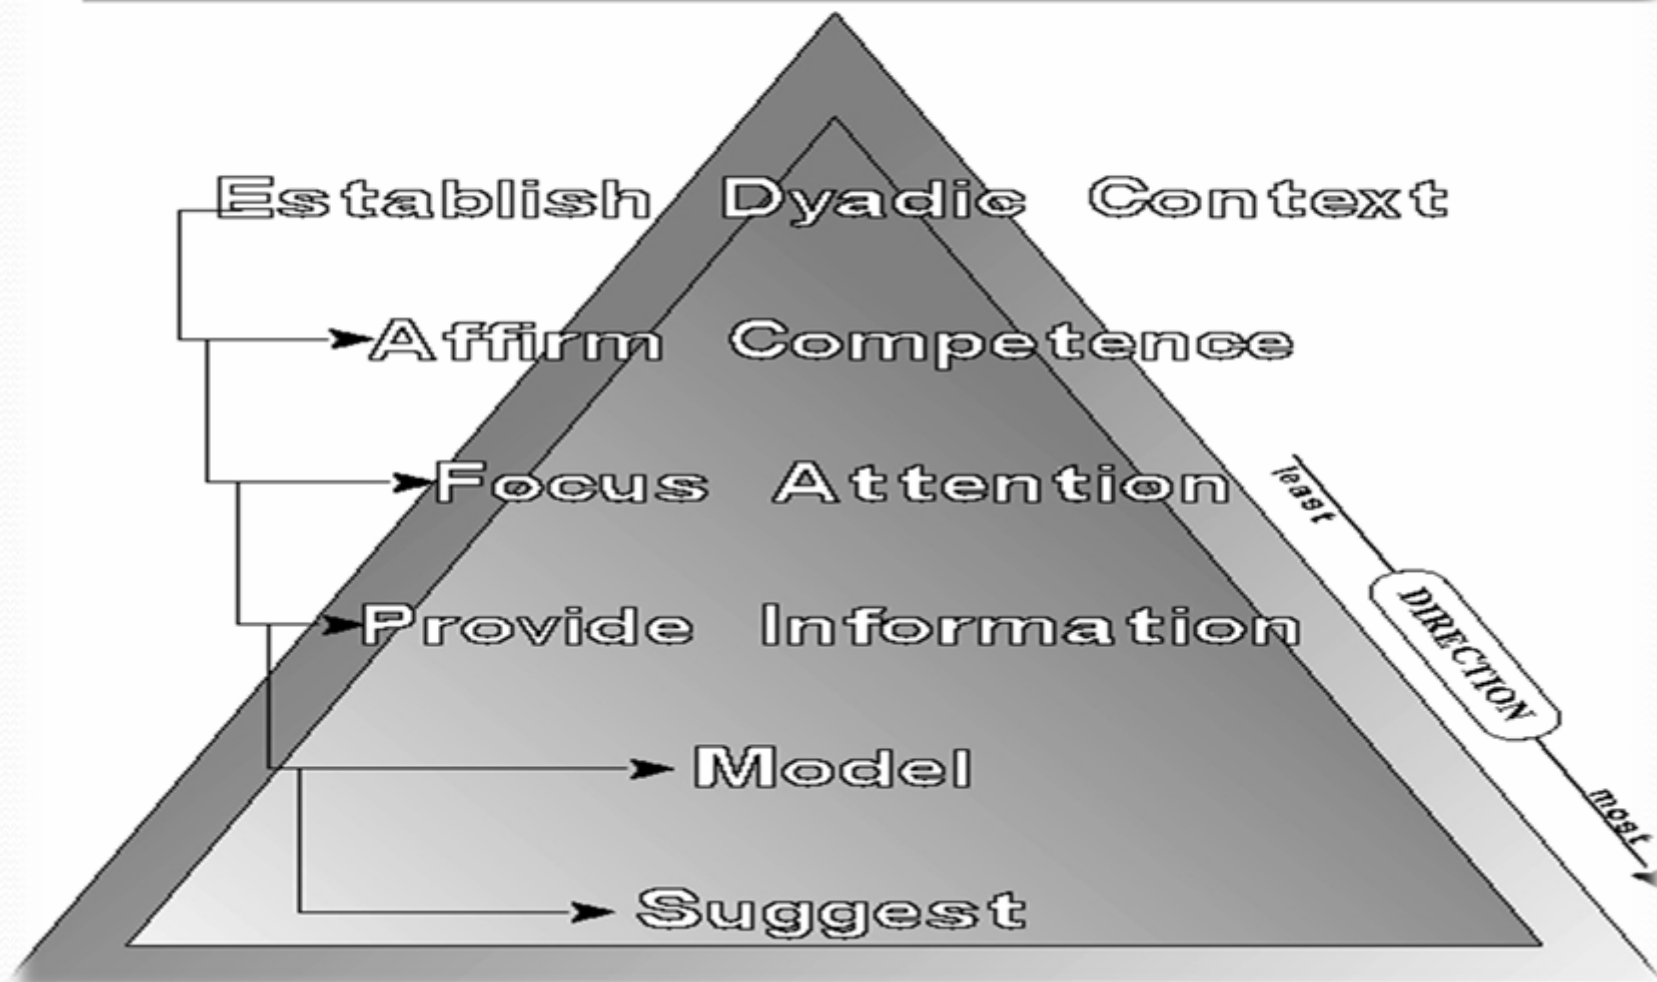 Establish Dyadic Context
Affirm Competence
Focus Attention
Provide Information
Model
Suggest
least
DIRECTION
most